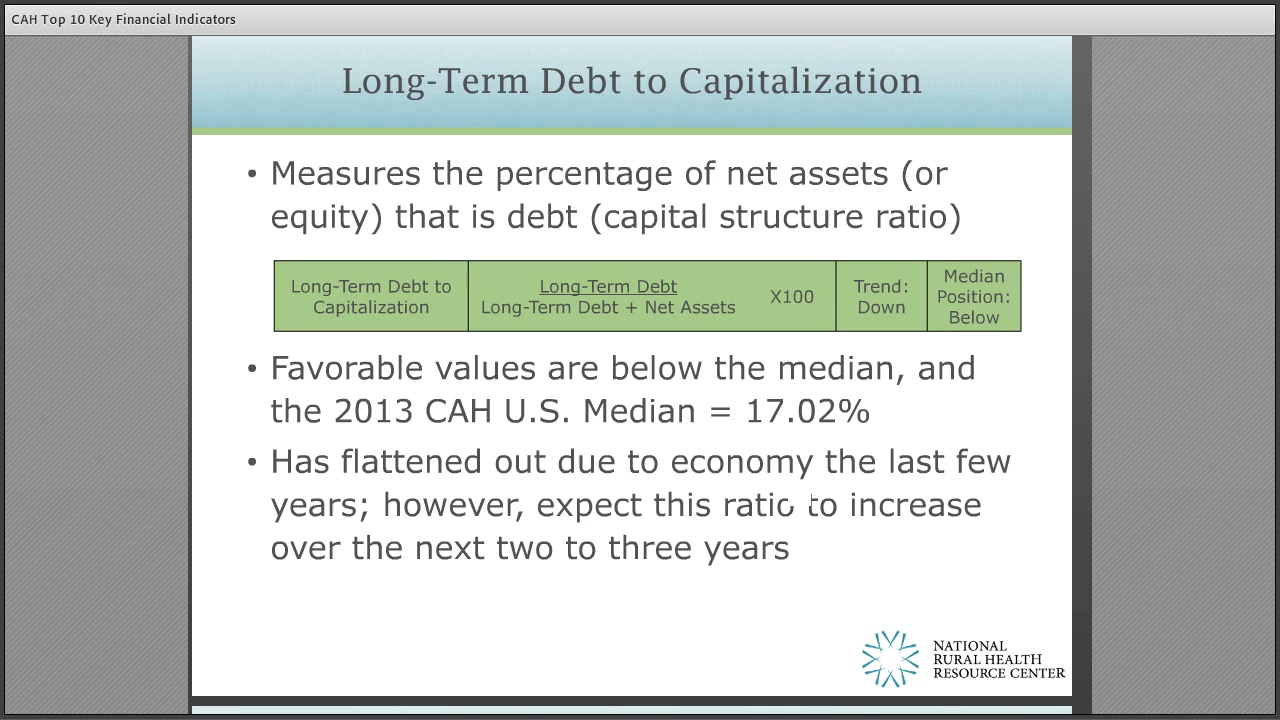 CAH Top 10 Key Financial Indicators
Long-Term Debt to Capitalization
• Measures the percentage of net assets (or
equity) that is debt (capital structure ratio)
Long-Term Debt to
Capitalization
Long-Term Debt
Long-Term Debt + Net Assets
X100
Trend:
Down
Median
Position:
Below
• Favorable values are below the median, and
the 2013 CAH U.S. Median = 17.02%
• Has flattened out due to economy the last few
years; however, expect this ratio to increase
over the next two to three years
NATIONAL
RURAL HEALTH
RESOURCE CENTER